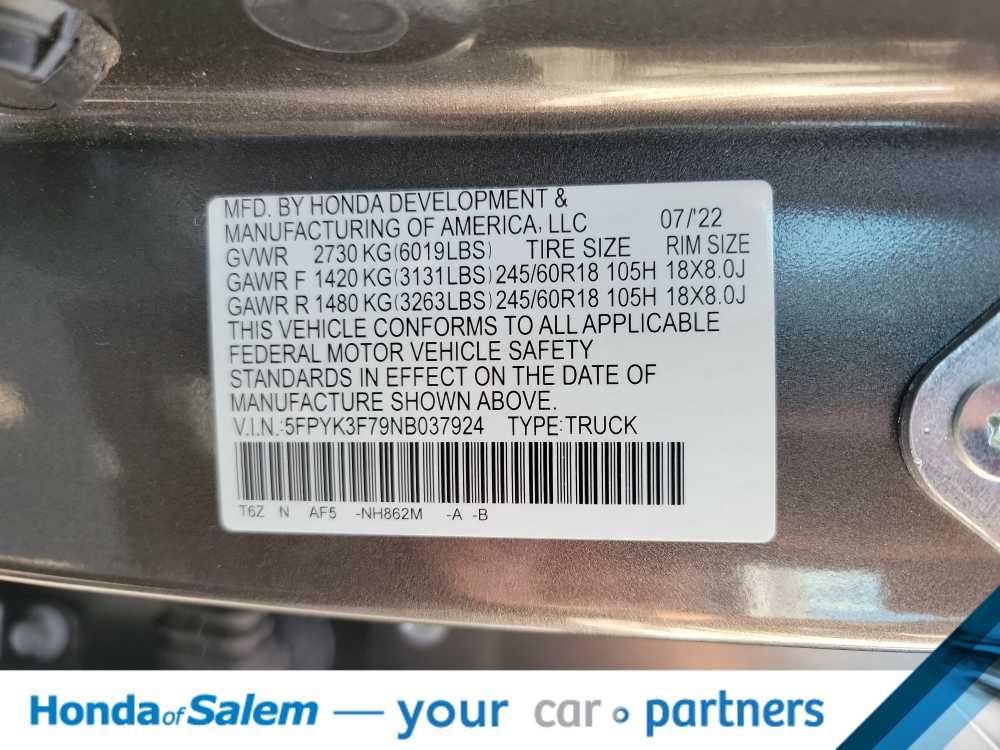 MFD. BY HONDA DEVELOPMENT &
MANUFACTURING OF AMERICA, LLC 07/'22
GVWR 2730 KG(6019LBS) TIRE SIZE RIM SIZE
GAWR F 1420 KG(3131LBS) 245/60R18 105H 18X8.0J
GAWR R 1480 KG(3263LBS) 245/60R18 105H 18X8.0J
THIS VEHICLE CONFORMS TO ALL APPLICABLE
FEDERAL MOTOR VEHICLE SAFETY
STANDARDS IN EFFECT ON THE DATE OF
MANUFACTURE SHOWN ABOVE.
V.I.N.:5FPYK3F79NB037924 TYPE:TRUCK
T6Z N AF5 -NH862M -A -B
Honda of Salem — your car partners